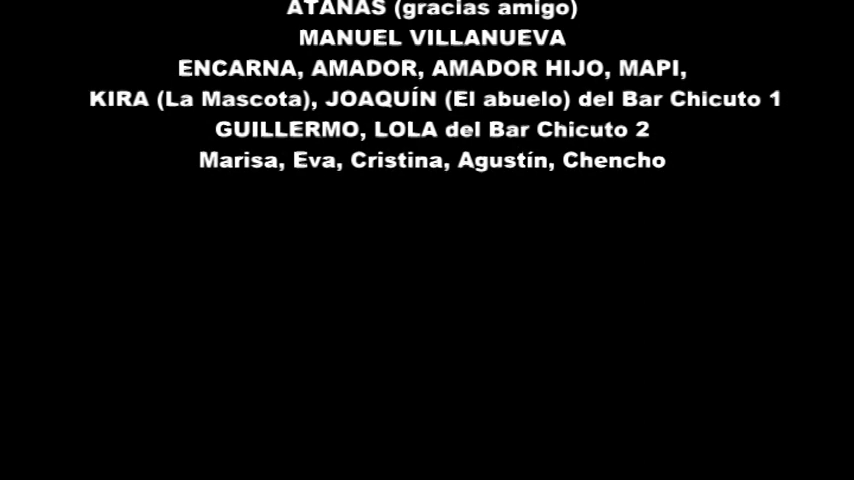 ATANAS (gracias amigo)
MANUEL VILLANUEVA
ENCARNA, AMADOR, AMADOR HIJO, MAPI,
KIRA (La Mascota), JOAQUÍN (El abuelo) del Bar Chicuto 1
GUILLERMO, LOLA del Bar Chicuto 2
Marisa, Eva, Cristina, Agustín, Chencho